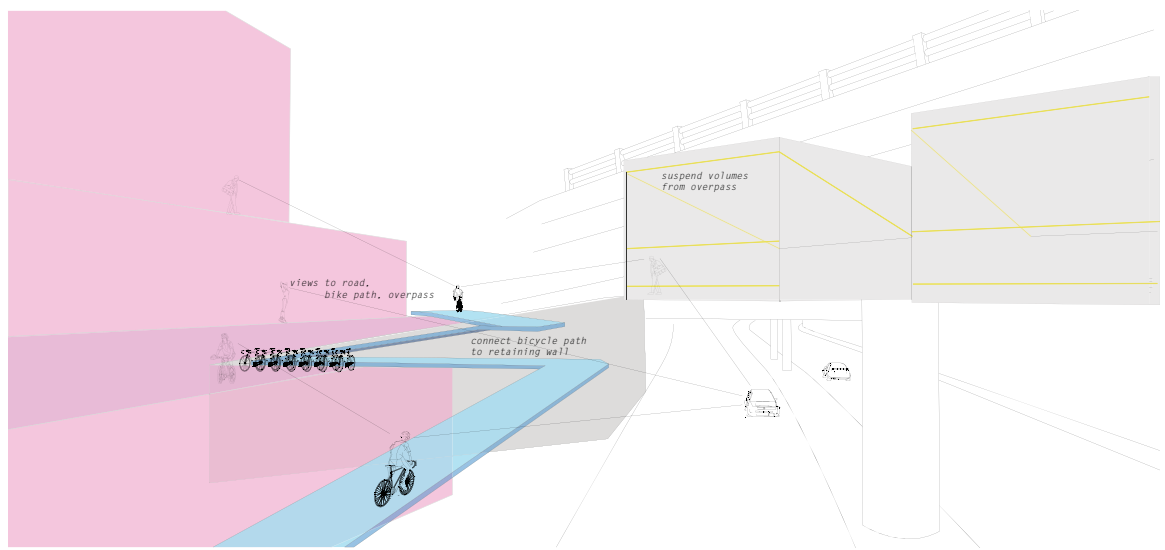 suspend volumes
from overpass
views to road,
bike path, overpass
connect bicycle path
to retaining wall